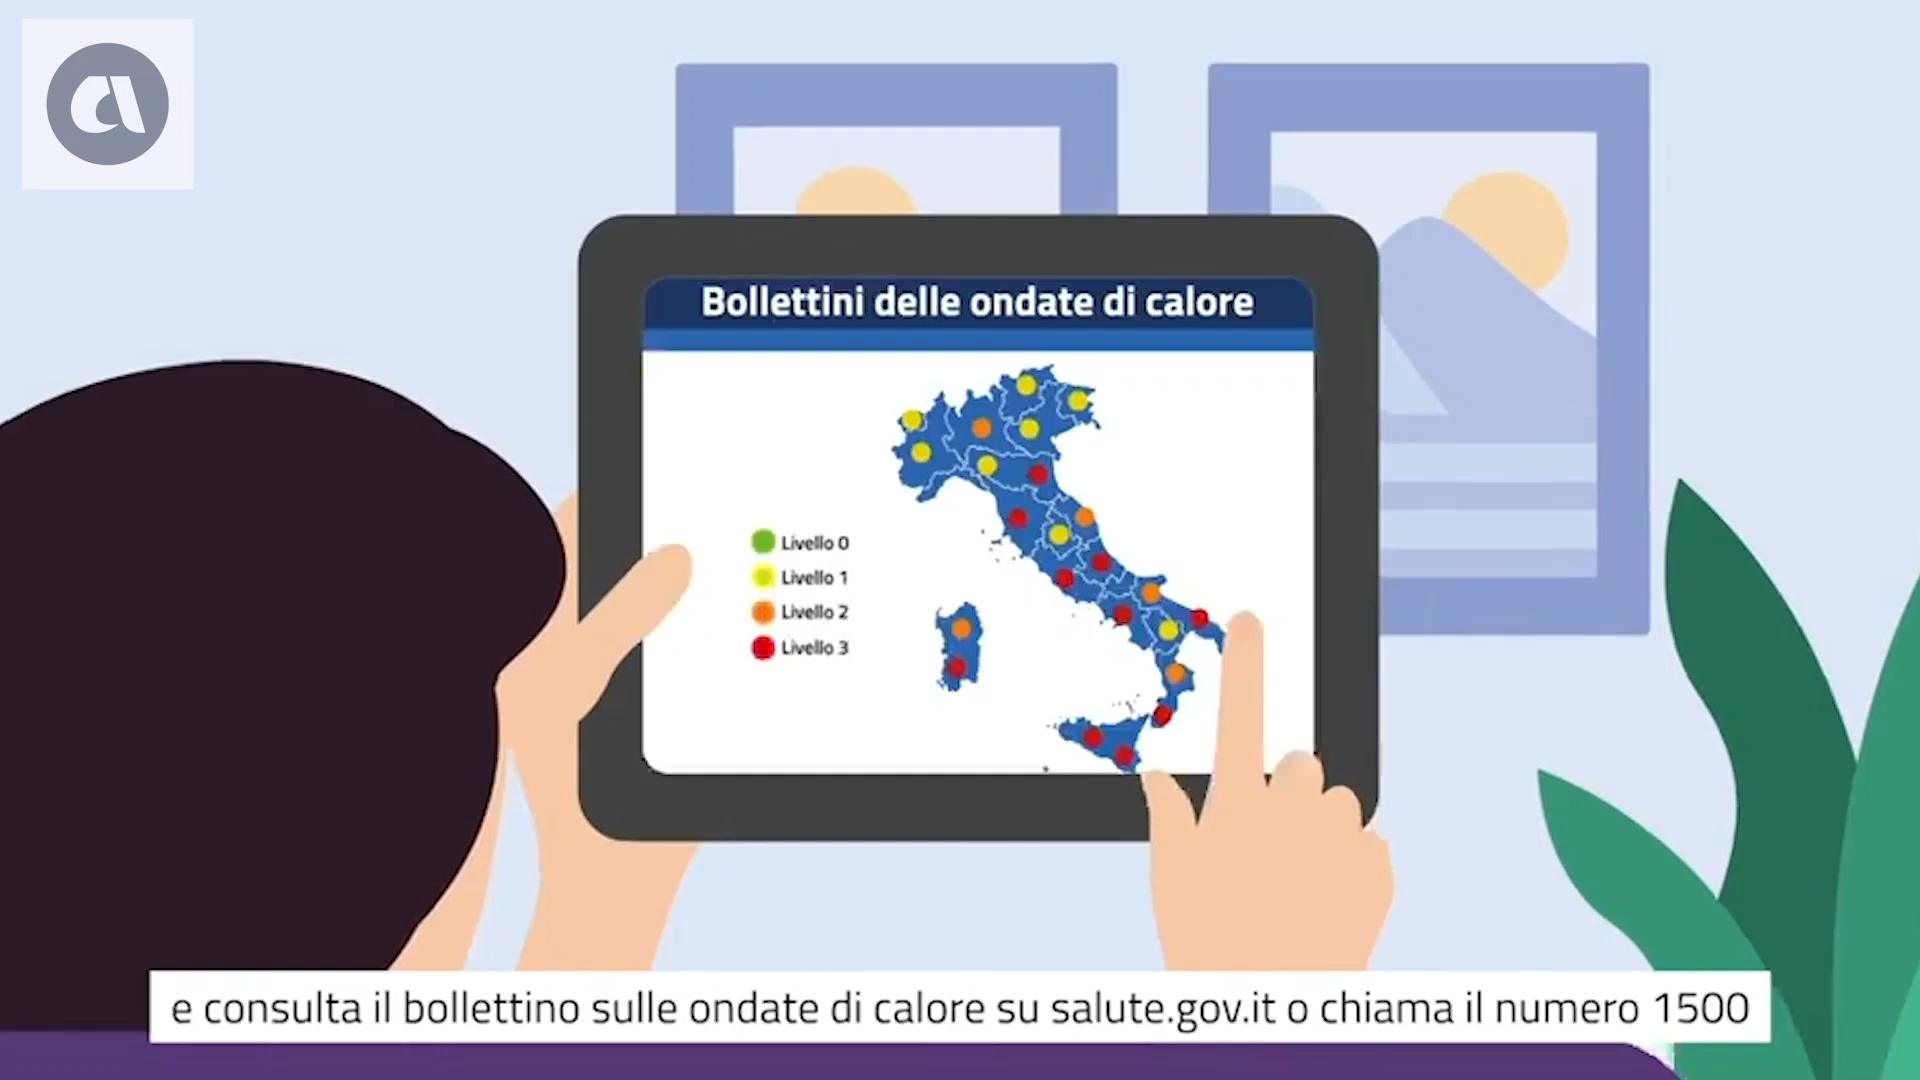 Bollettini delle ondate di calore
Livello 0
Livello 1
Livello 2
Livello 3
e consulta il bollettino sulle ondate di calore su salute.gov.it o chiama il numero 1500